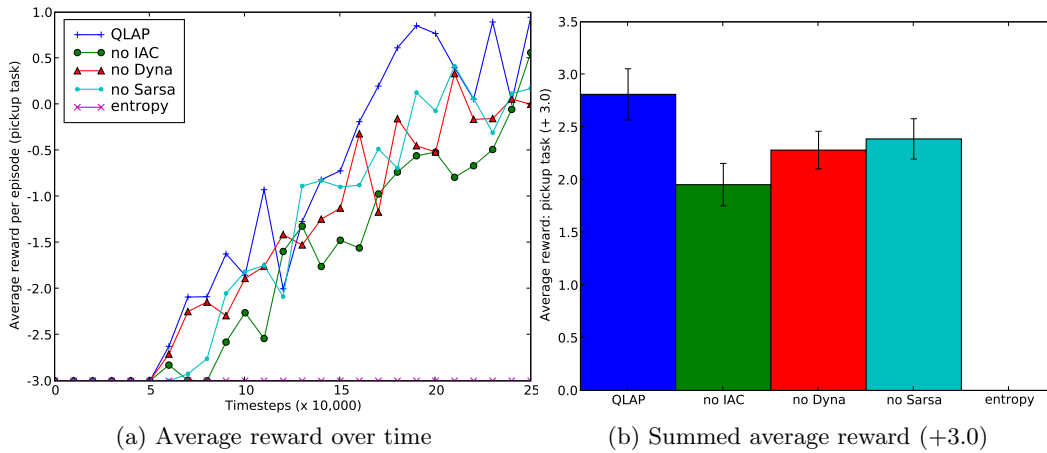 Average reward per episode (pickup task)
1.0
0.5
0.0
-0.5
-1.0
-1.5
-2.0
-2.5
-3.0
QLAP
no IAC
no Dyna
no Sarsa
entropy
0 5 10 15 20 25
Timesteps (x 10,000)
(a) Average reward over time
Average reward: pickup task (+ 3.0)
3.5
3.0
2.5
2.0
1.5
1.0
0.5
0.0
QLAP no IAC no Dyna no Sarsa entropy
(b) Summed average reward (+3.0)